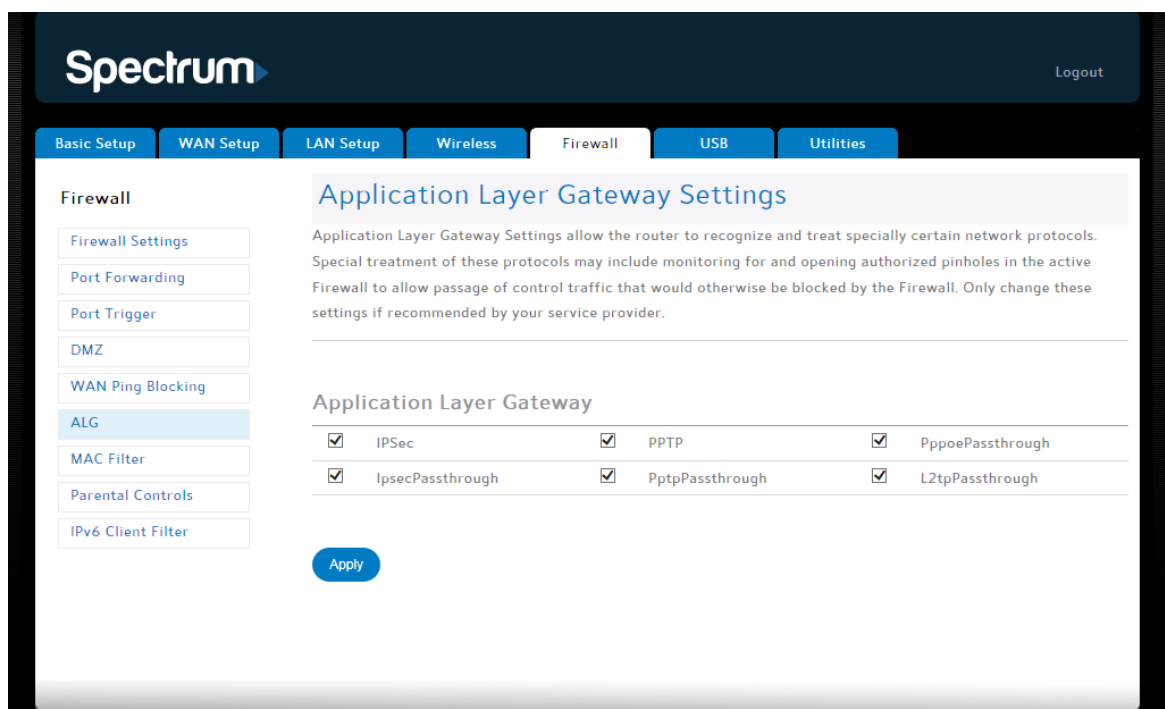 Spectrum
Logout
Basic Setup WAN Setup LAN Setup Wireless Firewall USB Utilities
Firewall
Firewall Settings
Port Forwarding
Port Trigger
DMZ
WAN Ping Blocking
ALG
MAC Filter
Parental Controls
IPv6 Client Filter
Application Layer Gateway Settings
Application Layer Gateway Settings allow the router to recognize and treat specially certain network protocols.
Special treatment of these protocols may include monitoring for and opening authorized pinholes in the active
Firewall to allow passage of control traffic that would otherwise be blocked by the Firewall. Only change these
settings if recommended by your service provider.
Application Layer Gateway
IPSec PPTP PppoePassthrough
IpsecPassthrough PptpPassthrough L2tpPassthrough
Apply